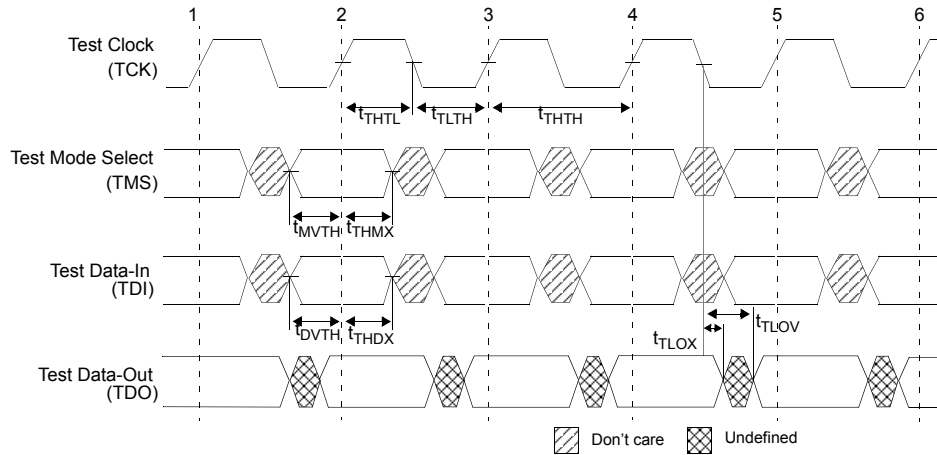 1 2 3 4 5 6
Test Clock
(TCK)
tTHTL tTLTH tTHTH
Test Mode Select
(TMS)
tMVTH tTHMX
Test Data-In
(TDI)
tDVTH tTHDX
tTLOX tTLOV
Test Data-Out
(TDO)
Don't care Undefined